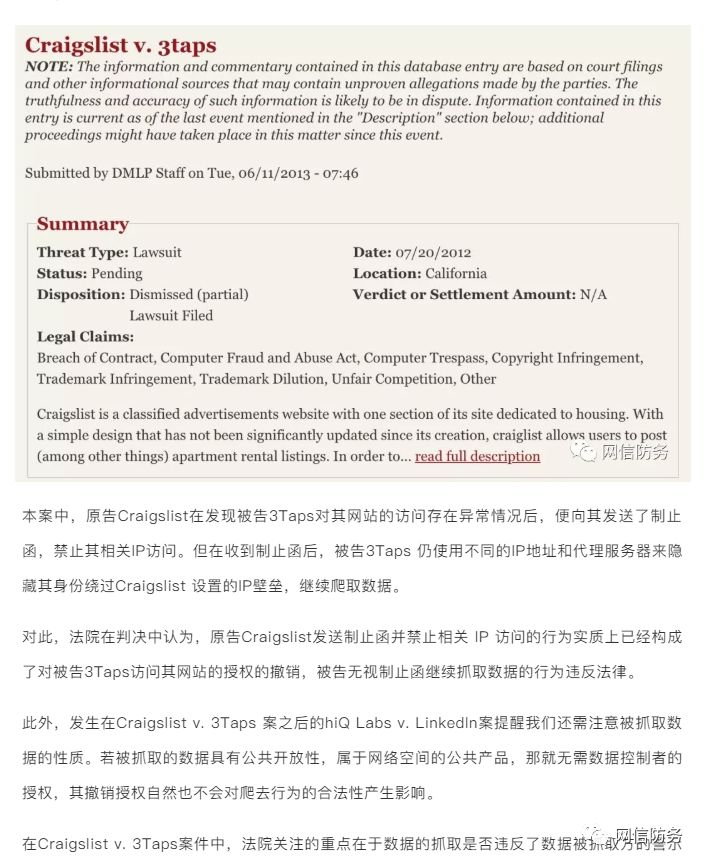 Craigslist v. 3taps
NOTE: The information and commentary contained in this database entry are based on court filings
and other informational sources that may contain unproven allegations made by the parties. The
truthfulness and accuracy of such information is likely to be in dispute. Information contained in this
entry is current as of the last event mentioned in the "Description" section below; additional
proceedings might have taken place in this matter since this event.
Submitted by DMLP Staff on Tue, 06/11/2013 - 07:46
Summary
Threat Type: Lawsuit
Date: 07/20/2012
Status: Pending
Location: California
Disposition: Dismissed (partial)
Verdict or Settlement Amount: N/A
Lawsuit Filed
Legal Claims:
Breach of Contract, Computer Fraud and Abuse Act, Computer Trespass, Copyright Infringement,
Trademark Infringement, Trademark Dilution, Unfair Competition, Other
Craigslist is a classified advertisements website with one section of its site dedicated to housing. With
a simple design that has not been significantly updated since its creation, craiglist allows users to post
(among other things) apartment rental listings. In order to... read full description
网信防务
本案中，原告Craigslist在发现被告3Taps对其网站的访问存在异常情况后，便向其发送了制止
函，禁止其相关IP访问。但在收到制止函后，被告3Taps 仍使用不同的IP地址和代理服务器来隐
藏其身份绕过Craigslist 设置的IP壁垒，继续爬取数据。
对此，法院在判决中认为，原告Craigslist发送制止函并禁止相关 IP 访问的行为实质上已经构成
了对被告3Taps访问其网站的授权的撤销，被告无视制止函继续抓取数据的行为违反法律。
此外，发生在Craigslist v. 3Taps 案之后的hiQ Labs v. LinkedIn案提醒我们还需注意被抓取数
据的性质。若被抓取的数据具有公共开放性，属于网络空间的公共产品，那就无需数据控制者的
授权，其撤销授权自然也不会对爬去行为的合法性产生影响。
在Craigslist v. 3Taps案件中，法院关注的重点在于数据的抓取是否违反了数据被抓取方的警示
网信防务